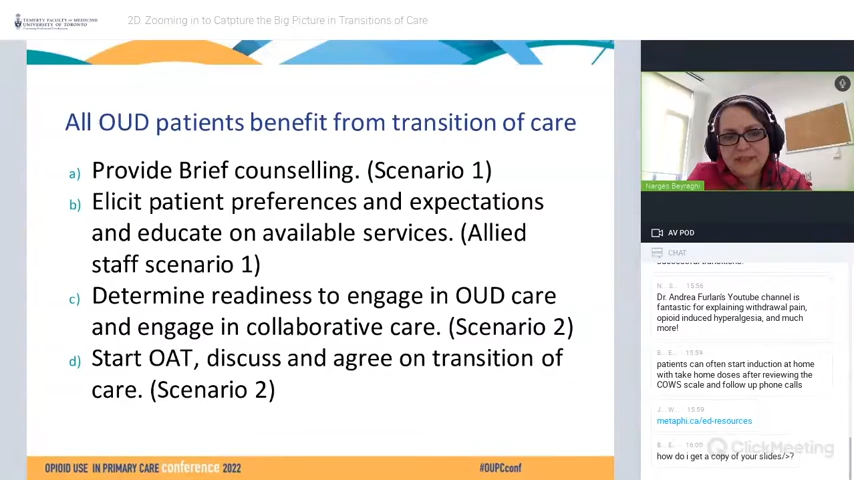 TEMERTY FACULTY OF MEDICINE
UNIVERSITY OF TORONTO
2D: Zooming in to Catpture the Big Picture in Transitions of Care
All OUD patients benefit from transition of care
a) Provide Brief counselling. (Scenario 1)
b) Elicit patient preferences and expectations
and educate on available services. (Allied
staff scenario 1)
c) Determine readiness to engage in OUD care
and engage in collaborative care. (Scenario 2)
d) Start OAT, discuss and agree on transition of
care. (Scenario 2)
OPIOID USE IN PRIMARY CARE conference 2022
#OUPCconf
Narges Beyraghi
AV POD
CHAT
successful transitions.
N.. S.. 15:56
Dr. Andrea Furlan's Youtube channel is
fantastic for explaining withdrawal pain,
opioid induced hyperalgesia, and much
more!
E.. E.. 15:59
patients can often start induction at home
with take home doses after reviewing the
COWS scale and follow up phone calls
J.. W.. 15:59
metaphi.ca/ed-resources
E.. E.. 16:00
how do i get a copy of your slides/>?
ClickMeeting